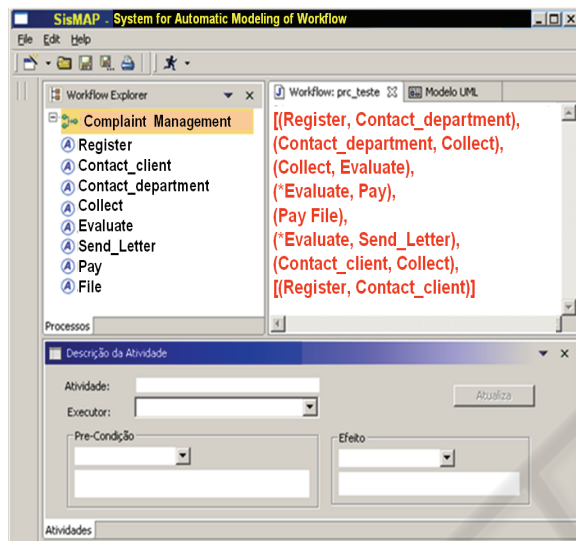 SisMAP - System for Automatic Modeling of Workflow
File Edit Help
Workflow Explorer
Complaint Management
Register
Contact_client
Contact_department
Collect
Evaluate
Send_Letter
Pay
File
Processos
Workflow: prc_teste Modelo UML
[(Register, Contact_department),
(Contact_department, Collect),
(Collect, Evaluate),
(*Evaluate, Pay),
(Pay File),
(*Evaluate, Send_Letter),
(Contact_client, Collect),
[(Register, Contact_client)]
Descrição da Atividade
Atividade:
Executor:
Atualiza
Pre-Condição
Efeito
Atividades